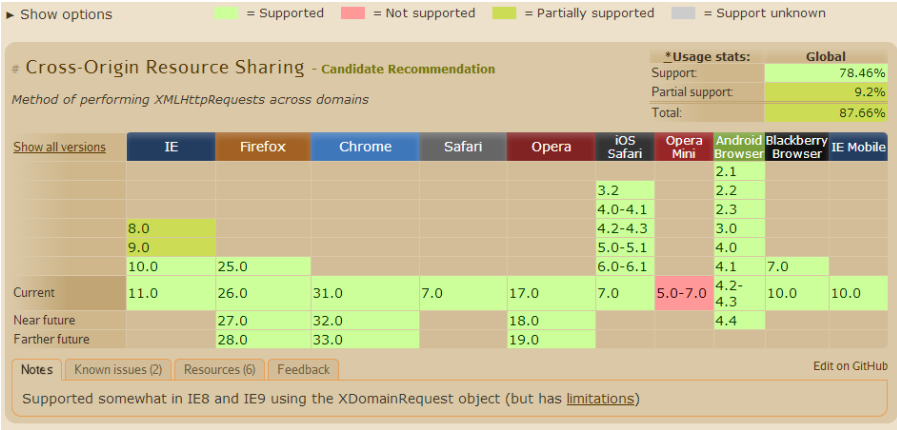 ► Show options = Supported = Not supported = Partially supported = Support unknown
# Cross-Origin Resource Sharing - Candidate Recommendation
Method of performing XMLHttpRequests across domains
*Usage stats: Global
Support: 78.46%
Partial support: 9.2%
Total: 87.66%
Show all versions IE Firefox Chrome Safari Opera iOS Safari Opera Mini Android Browser Blackberry Browser IE Mobile
2.1
3.2 2.2
4.0-4.1 2.3
8.0 4.2-4.3 3.0
9.0 5.0-5.1 4.0
10.0 25.0 6.0-6.1 4.1 7.0
Current 11.0 26.0 31.0 7.0 17.0 7.0 5.0-7.0 4.2-4.3 10.0 10.0
Near future 27.0 32.0 18.0 4.4
Farther future 28.0 33.0 19.0
Notes Known issues (2) Resources (6) Feedback Edit on GitHub
Supported somewhat in IE8 and IE9 using the XDomainRequest object (but has limitations)